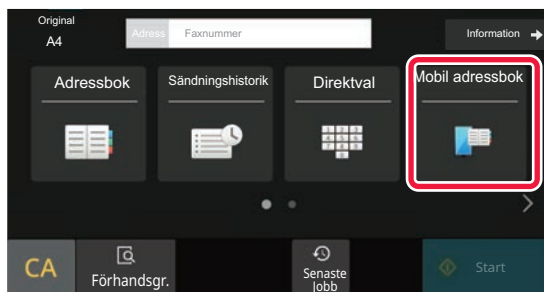 Original
A4
Adress Faxnummer
Information
Adressbok
Sändningshistorik
Direktval
Mobil adressbok
CA
Förhandsgr.
Senaste
Jobb
Start